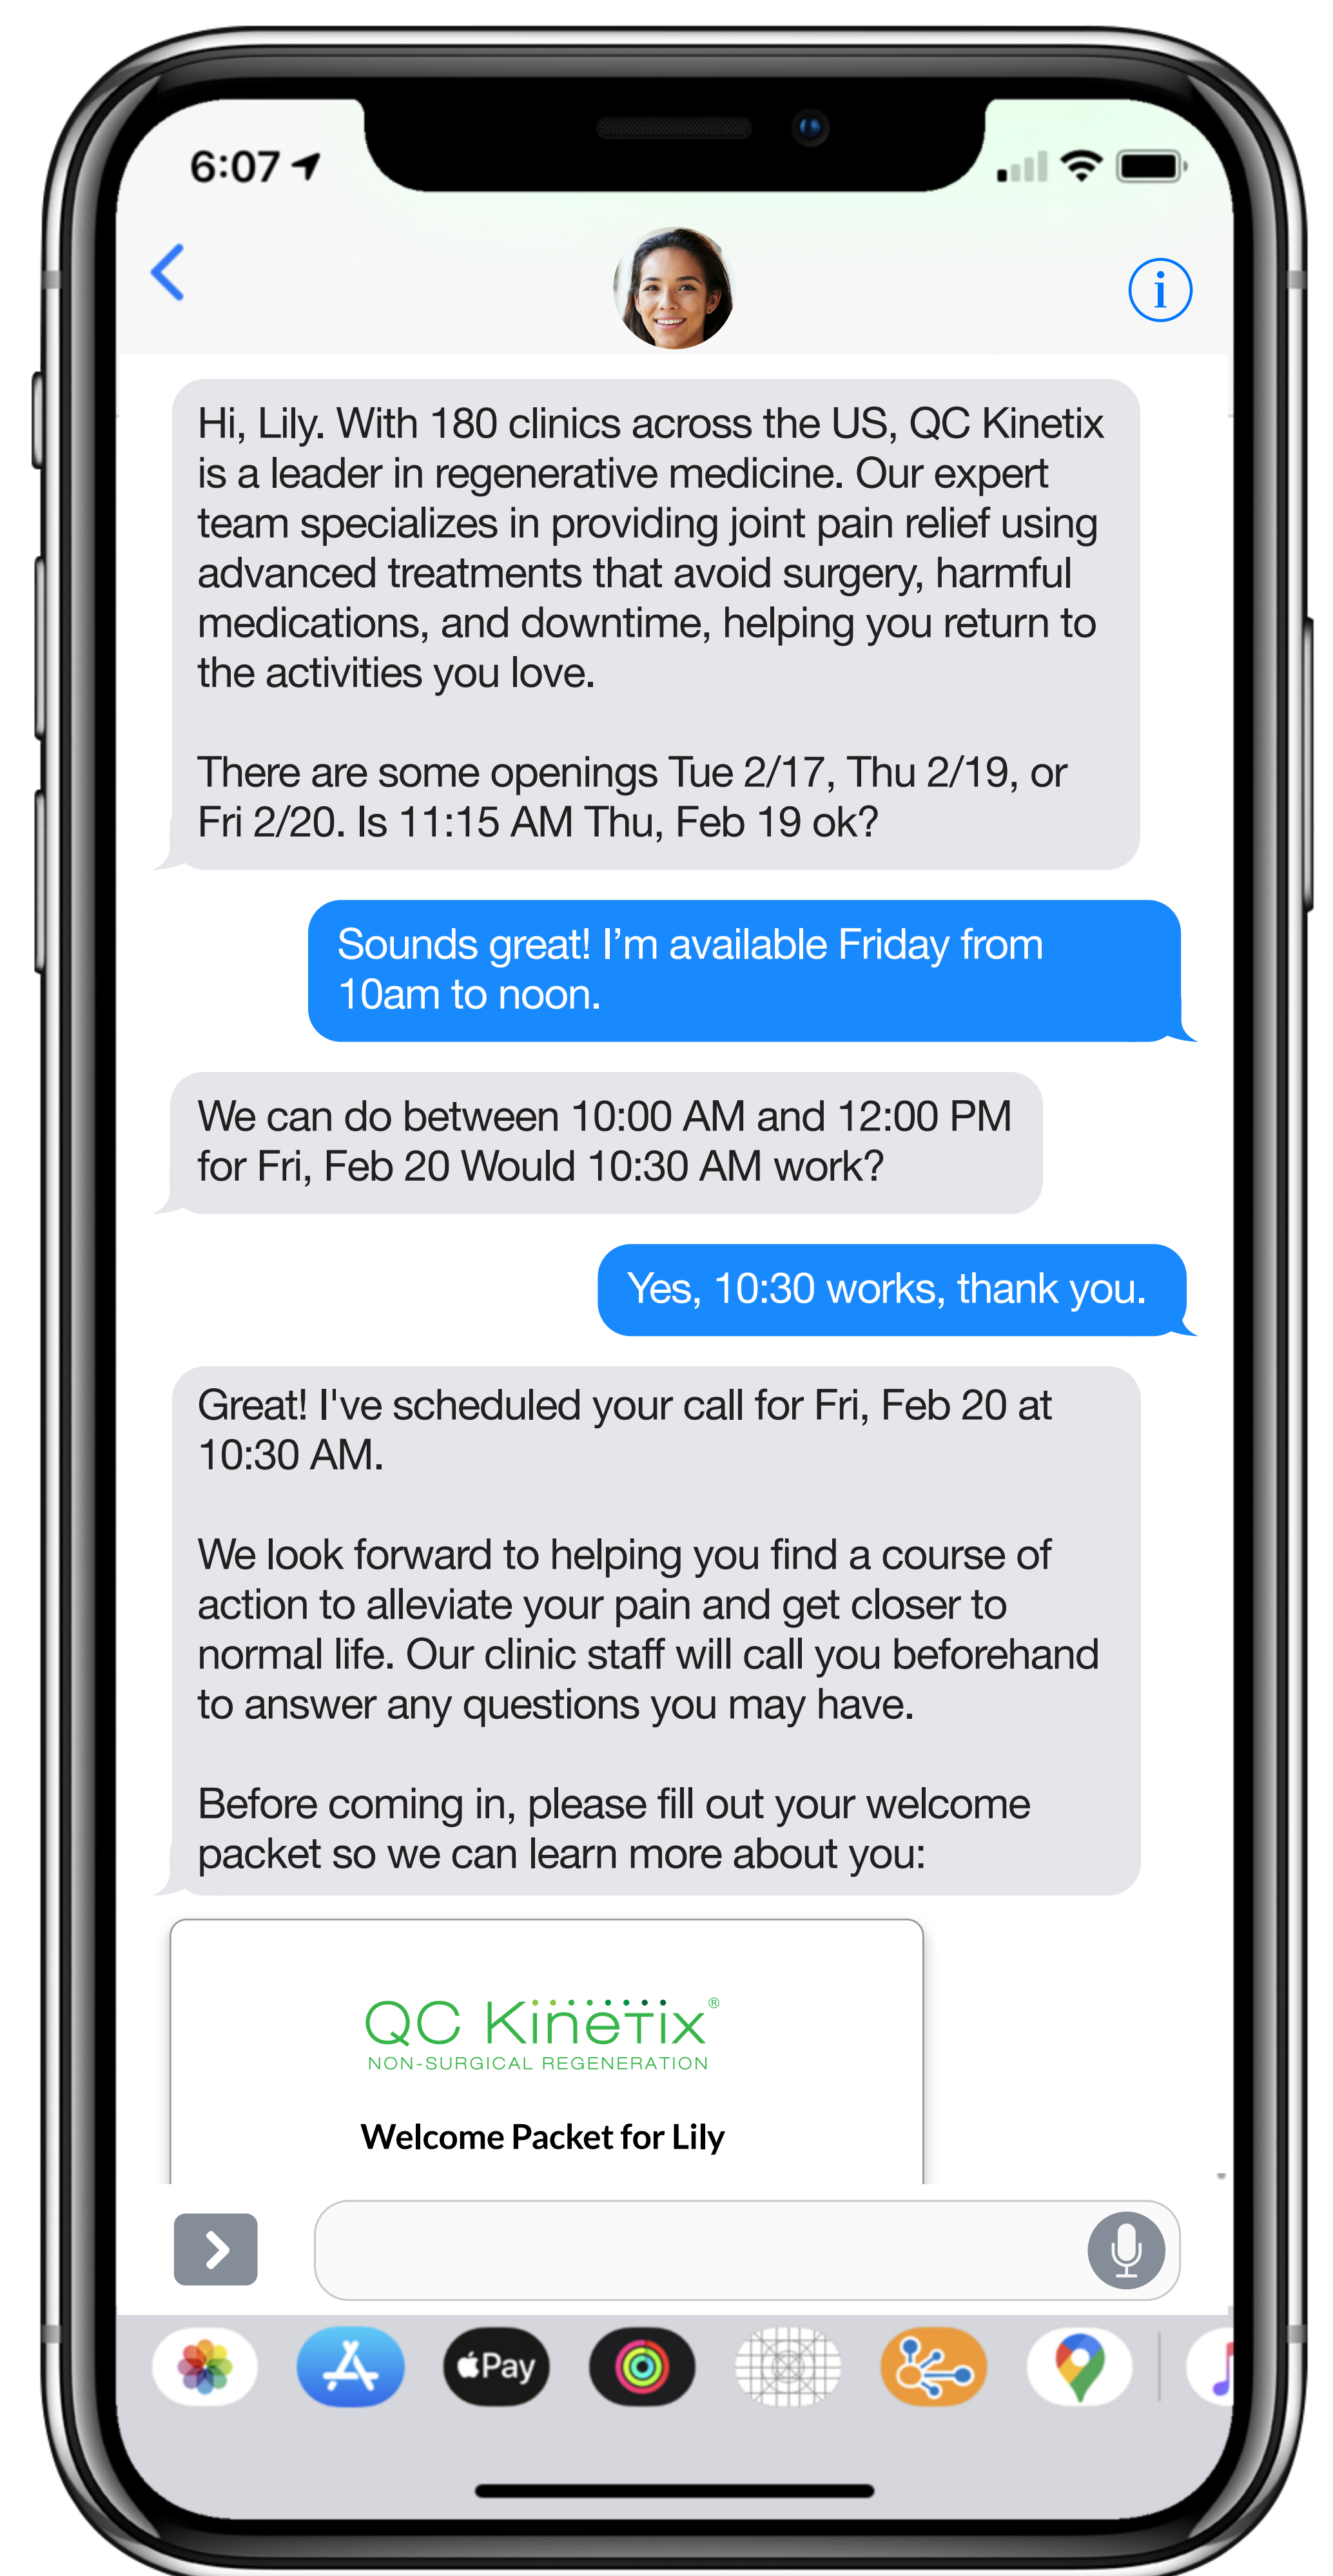 6:07
Hi, Lily. With 180 clinics across the US, QC Kinetix
is a leader in regenerative medicine. Our expert
team specializes in providing joint pain relief using
advanced treatments that avoid surgery, harmful
medications, and downtime, helping you return to
the activities you love.
There are some openings Tue 2/17, Thu 2/19, or
Fri 2/20. Is 11:15 AM Thu, Feb 19 ok?
Sounds great! I’m available Friday from
10am to noon.
We can do between 10:00 AM and 12:00 PM
for Fri, Feb 20 Would 10:30 AM work?
Yes, 10:30 works, thank you.
Great! I've scheduled your call for Fri, Feb 20 at
10:30 AM.
We look forward to helping you find a course of
action to alleviate your pain and get closer to
normal life. Our clinic staff will call you beforehand
to answer any questions you may have.
Before coming in, please fill out your welcome
packet so we can learn more about you:
QC Kinetix®
NON-SURGICAL REGENERATION
Welcome Packet for Lily
Pay